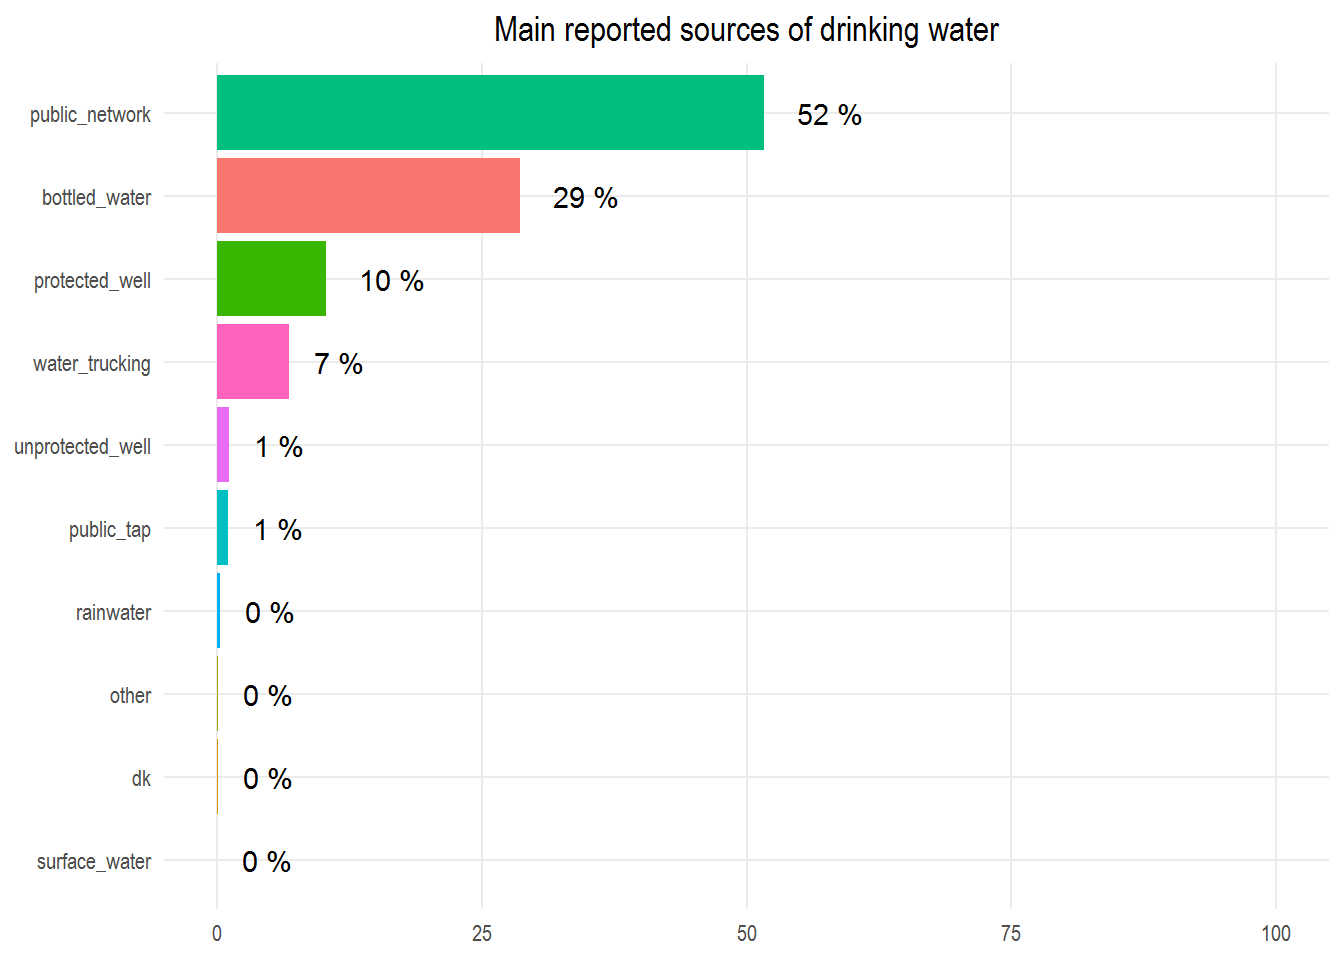 Main reported sources of drinking water
public_network 52 %
bottled_water 29 %
protected_well 10 %
water_trucking 7 %
unprotected_well 1 %
public_tap 1 %
rainwater 0 %
other 0 %
dk 0 %
surface_water 0 %
0 25 50 75 100